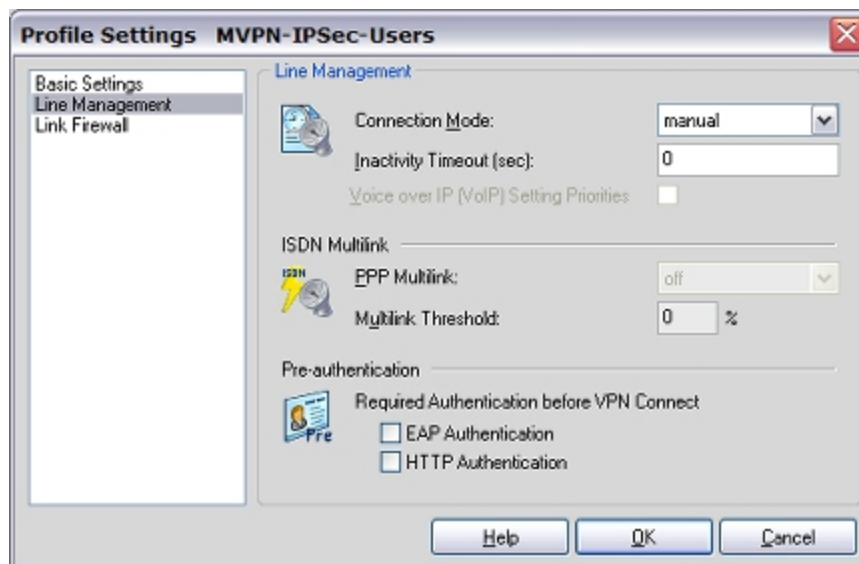 Profile Settings MVPN-IPSec-Users
Basic Settings
Line Management
Link Firewall
Line Management
Connection Mode: manual
Inactivity Timeout (sec): 0
Voice over IP (VoIP) Setting Priorities
ISDN Multilink
ISDN
PPP Multilink: off
Multilink Threshold: 0 %
Pre-authentication
Required Authentication before VPN Connect
Pre
EAP Authentication
HTTP Authentication
Help OK Cancel